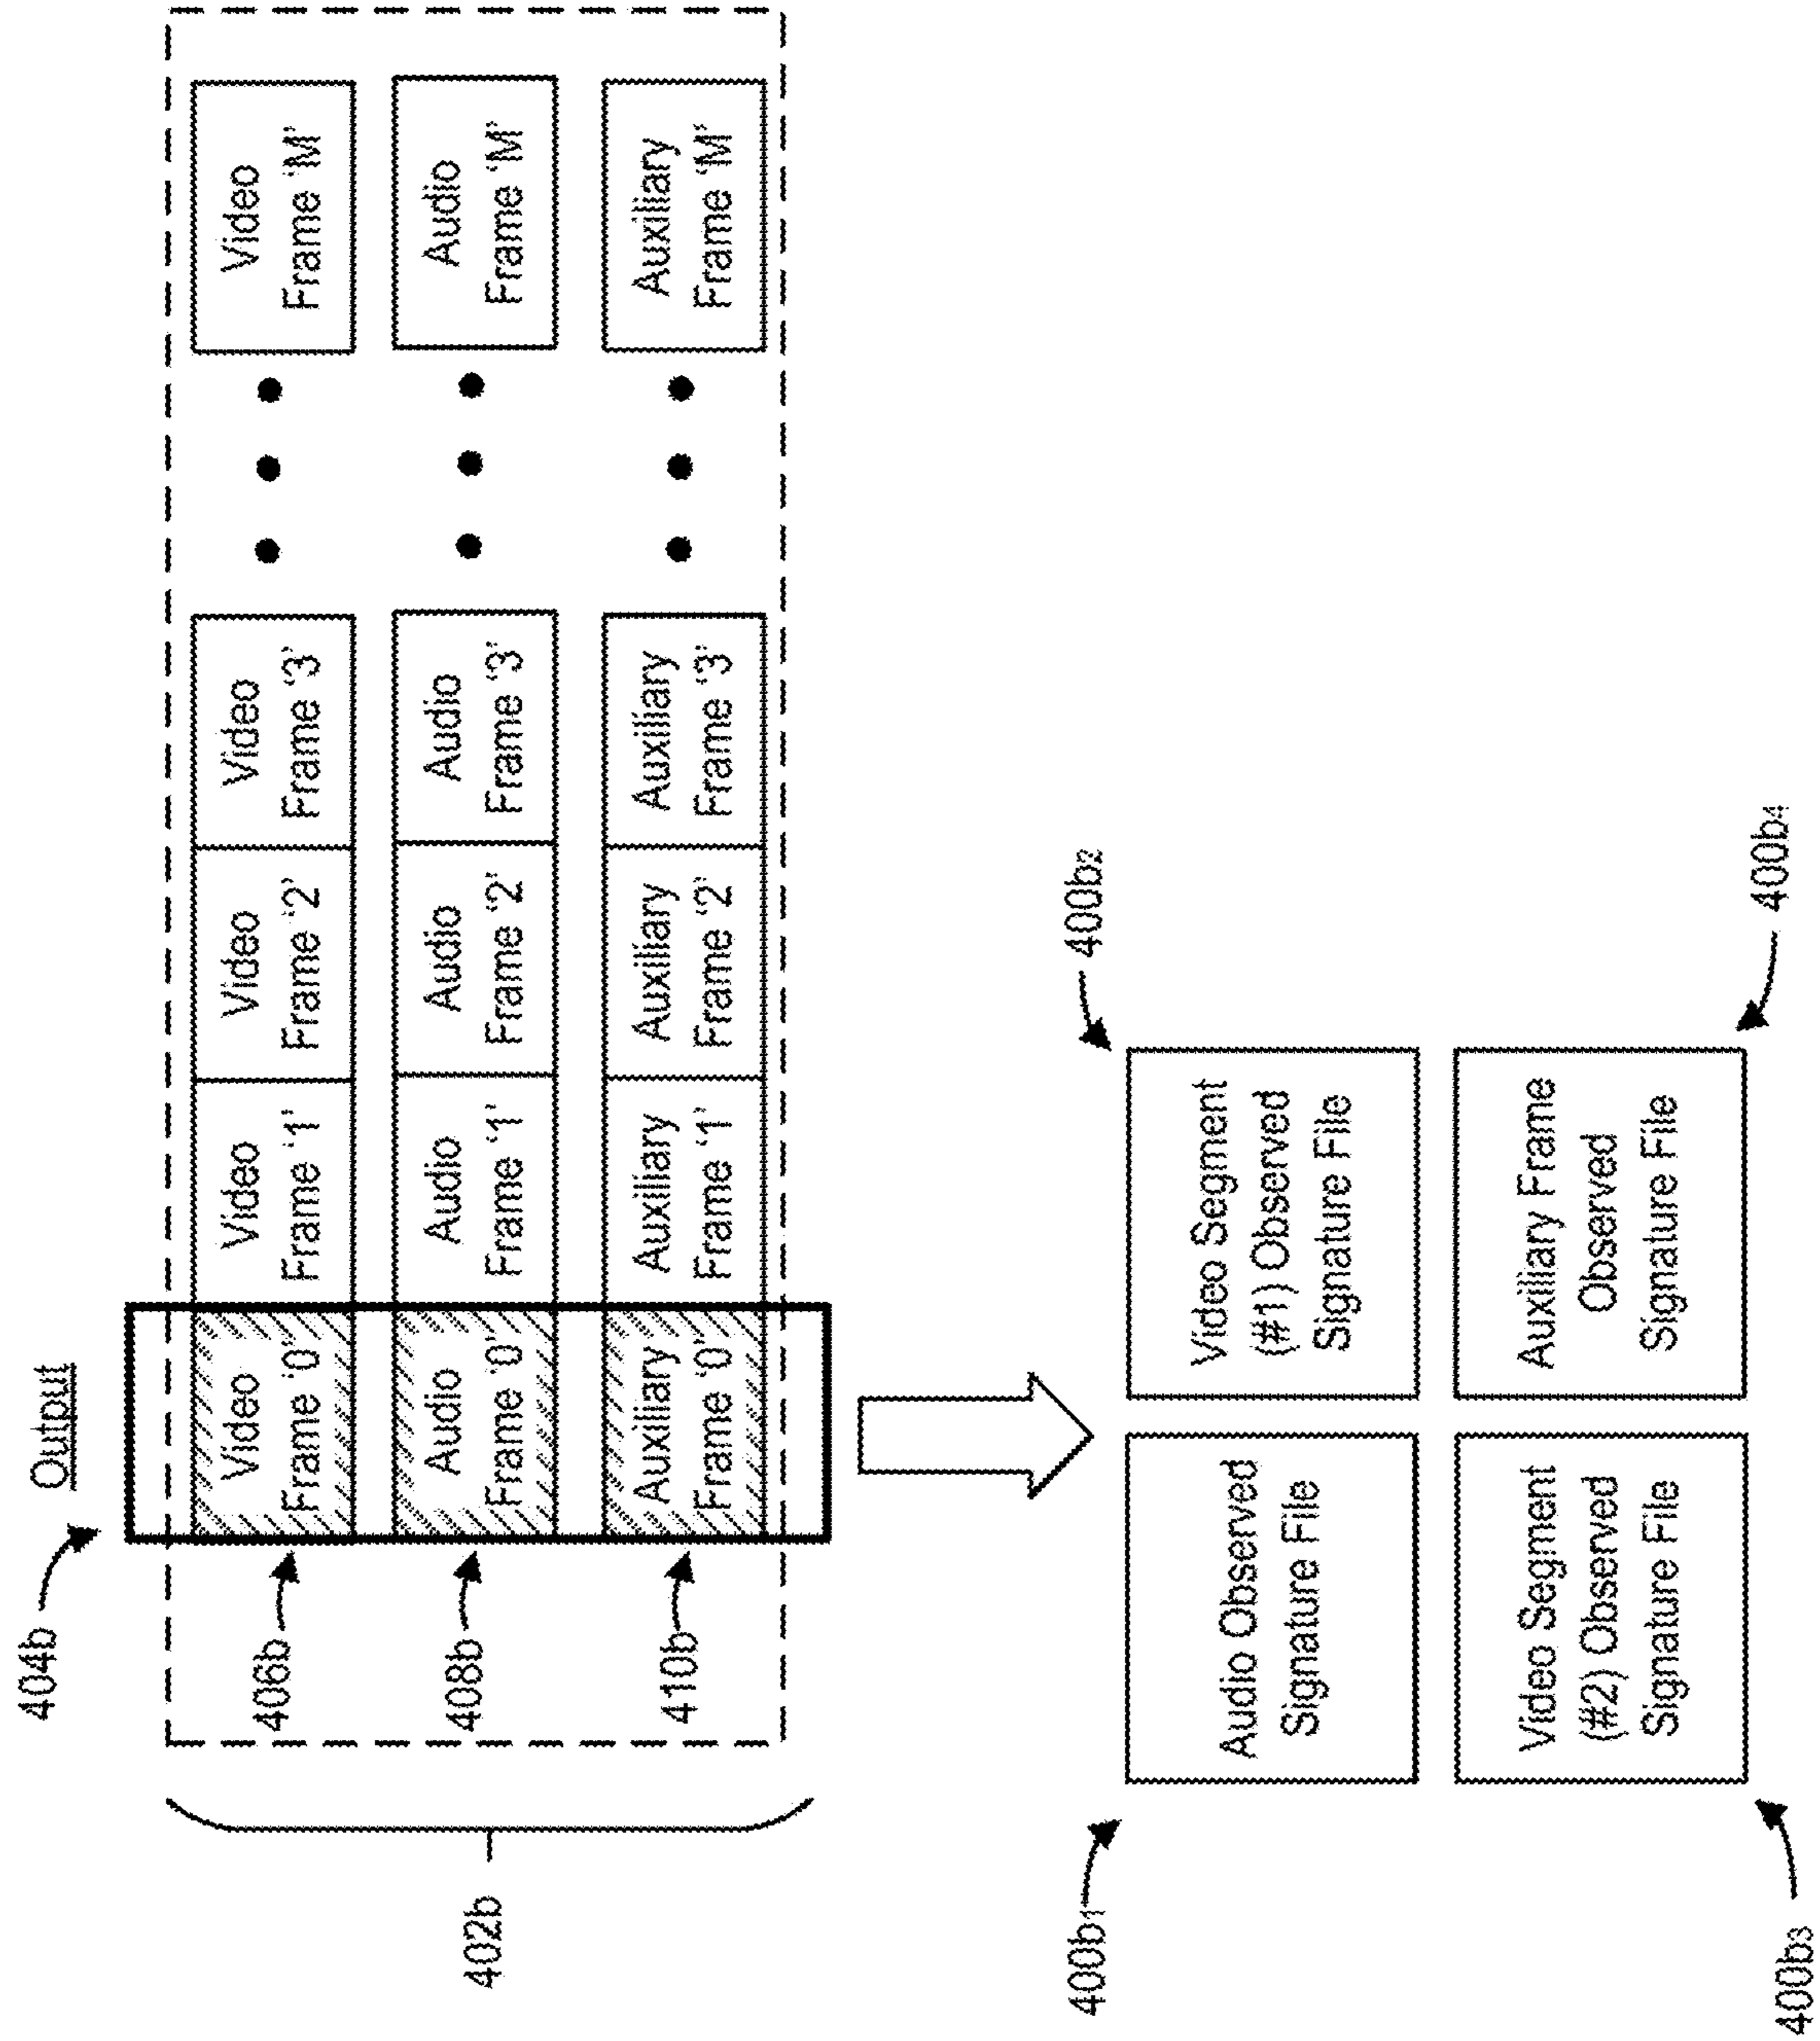 Output
404b
402b
406b
Video
Frame '0'
Video
Frame '1'
Video
Frame '2'
Video
Frame '3'
Video
Frame 'M'
408b
Audio
Frame '0'
Audio
Frame '1'
Audio
Frame '2'
Audio
Frame '3'
Audio
Frame 'M'
410b
Auxiliary
Frame '0'
Auxiliary
Frame '1'
Auxiliary
Frame '2'
Auxiliary
Frame '3'
Auxiliary
Frame 'M'
400b1
Audio Observed
Signature File
400b2
Video Segment
(#1) Observed
Signature File
400b3
Video Segment
(#2) Observed
Signature File
400b4
Auxiliary Frame
Observed
Signature File